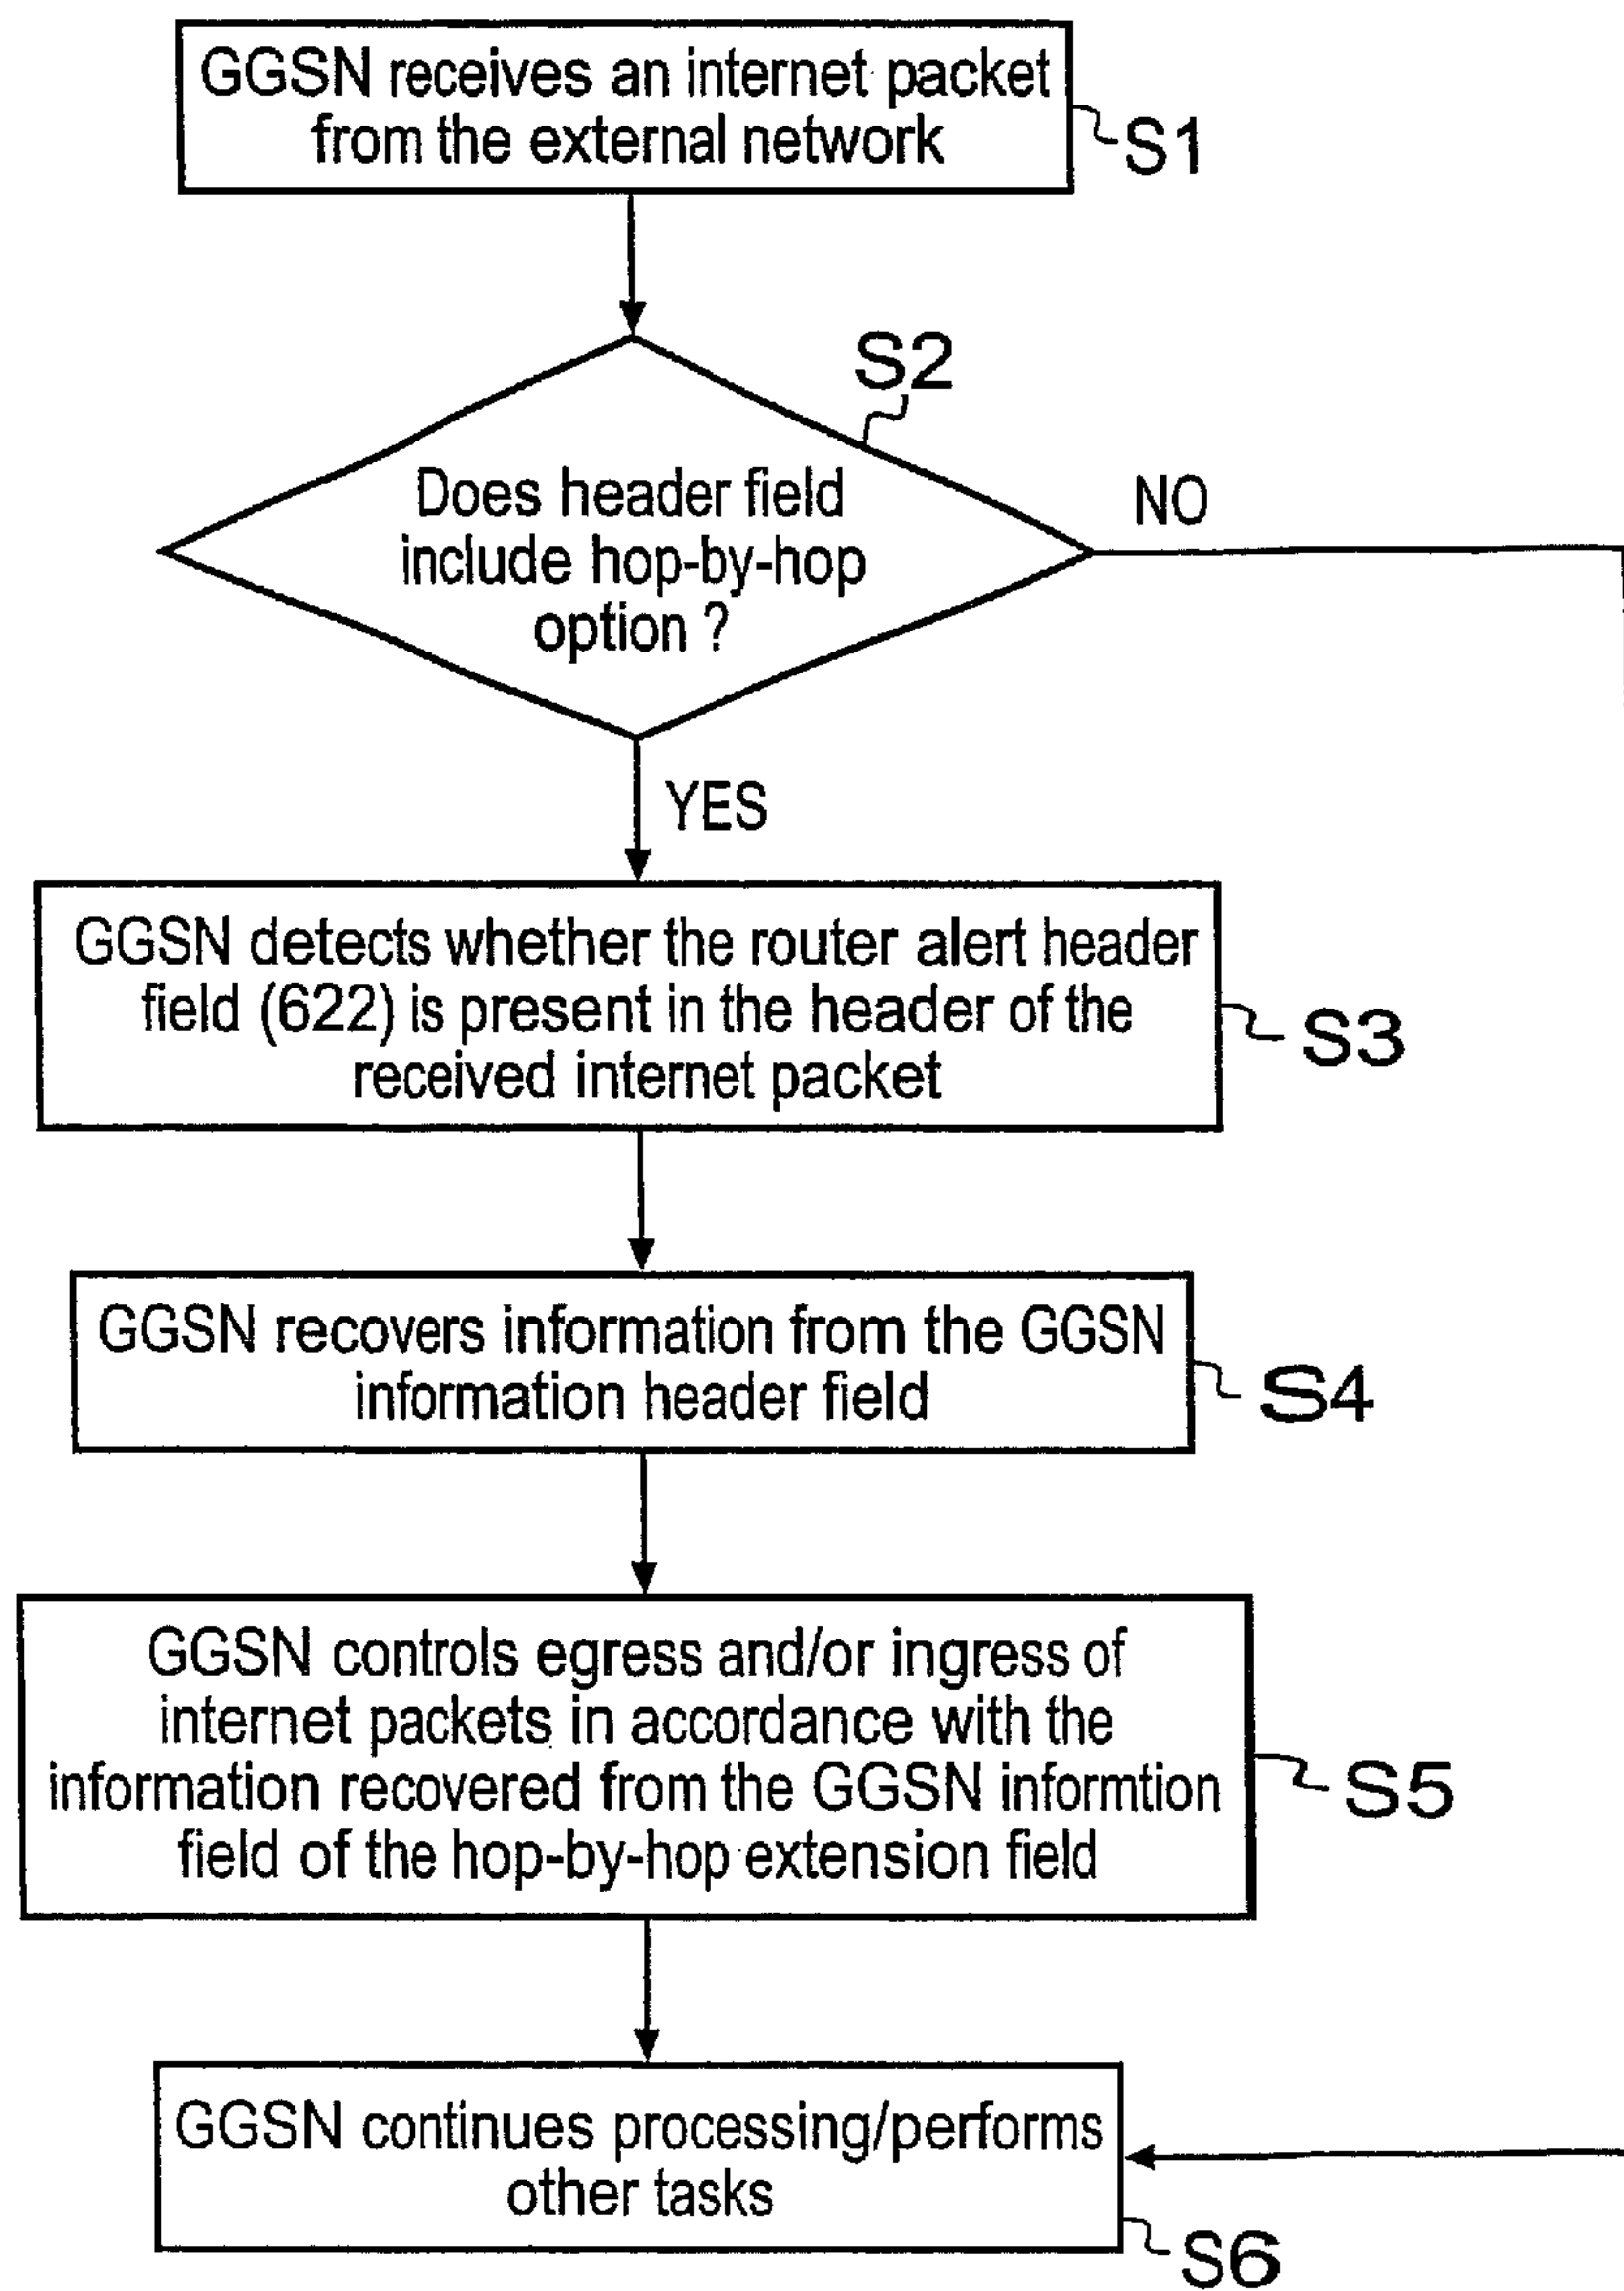 GGSN receives an internet packet
from the external network
S1
S2
Does header field
include hop-by-hop
option ?
NO
YES
GGSN detects whether the router alert header
field (622) is present in the header of the
received internet packet
S3
GGSN recovers information from the GGSN
information header field
S4
GGSN controls egress and/or ingress of
internet packets in accordance with the
information recovered from the GGSN informtion
field of the hop-by-hop extension field
S5
GGSN continues processing/performs
other tasks
S6